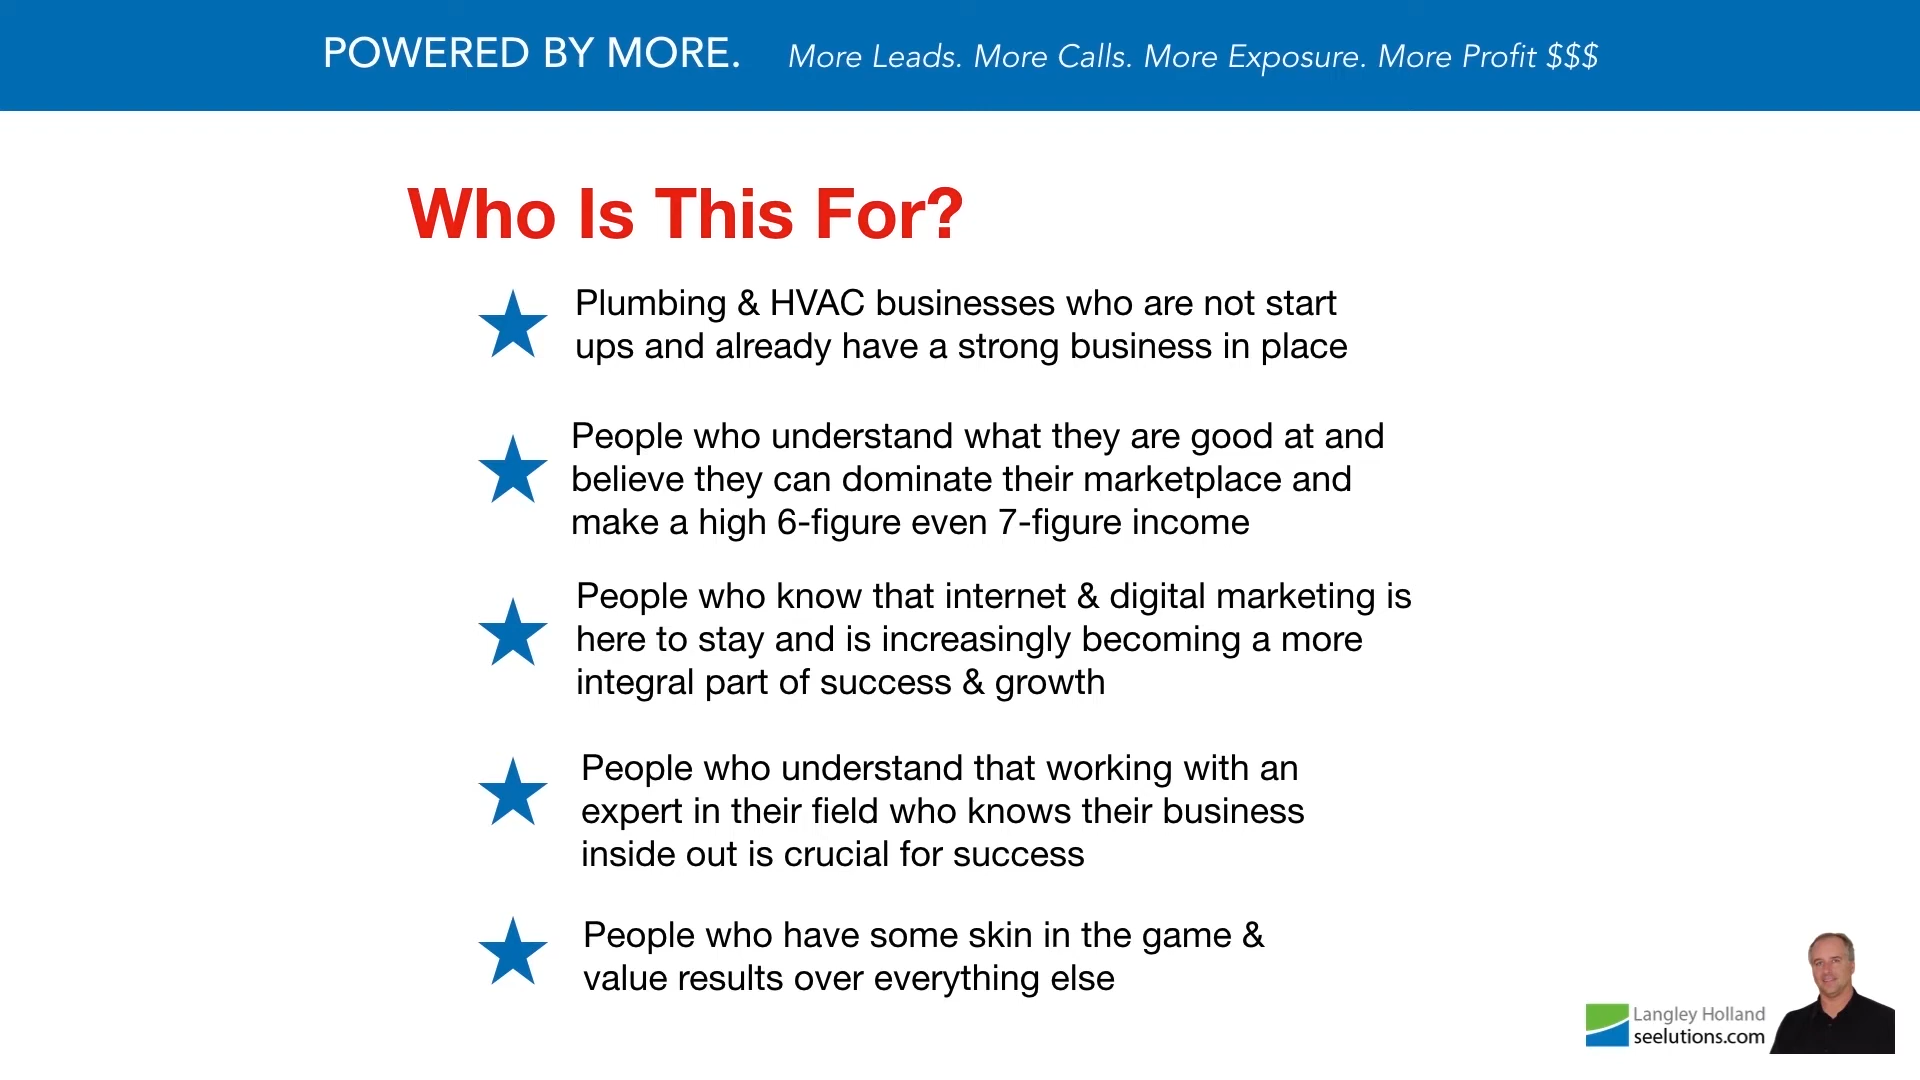 POWERED BY MORE. More Leads. More Calls. More Exposure. More Profit $$$
Who Is This For?
Plumbing & HVAC businesses who are not start
ups and already have a strong business in place
People who understand what they are good at and
believe they can dominate their marketplace and
make a high 6-figure even 7-figure income
People who know that internet & digital marketing is
here to stay and is increasingly becoming a more
integral part of success & growth
People who understand that working with an
expert in their field who knows their business
inside out is crucial for success
People who have some skin in the game &
value results over everything else
Langley Holland
seelutions.com